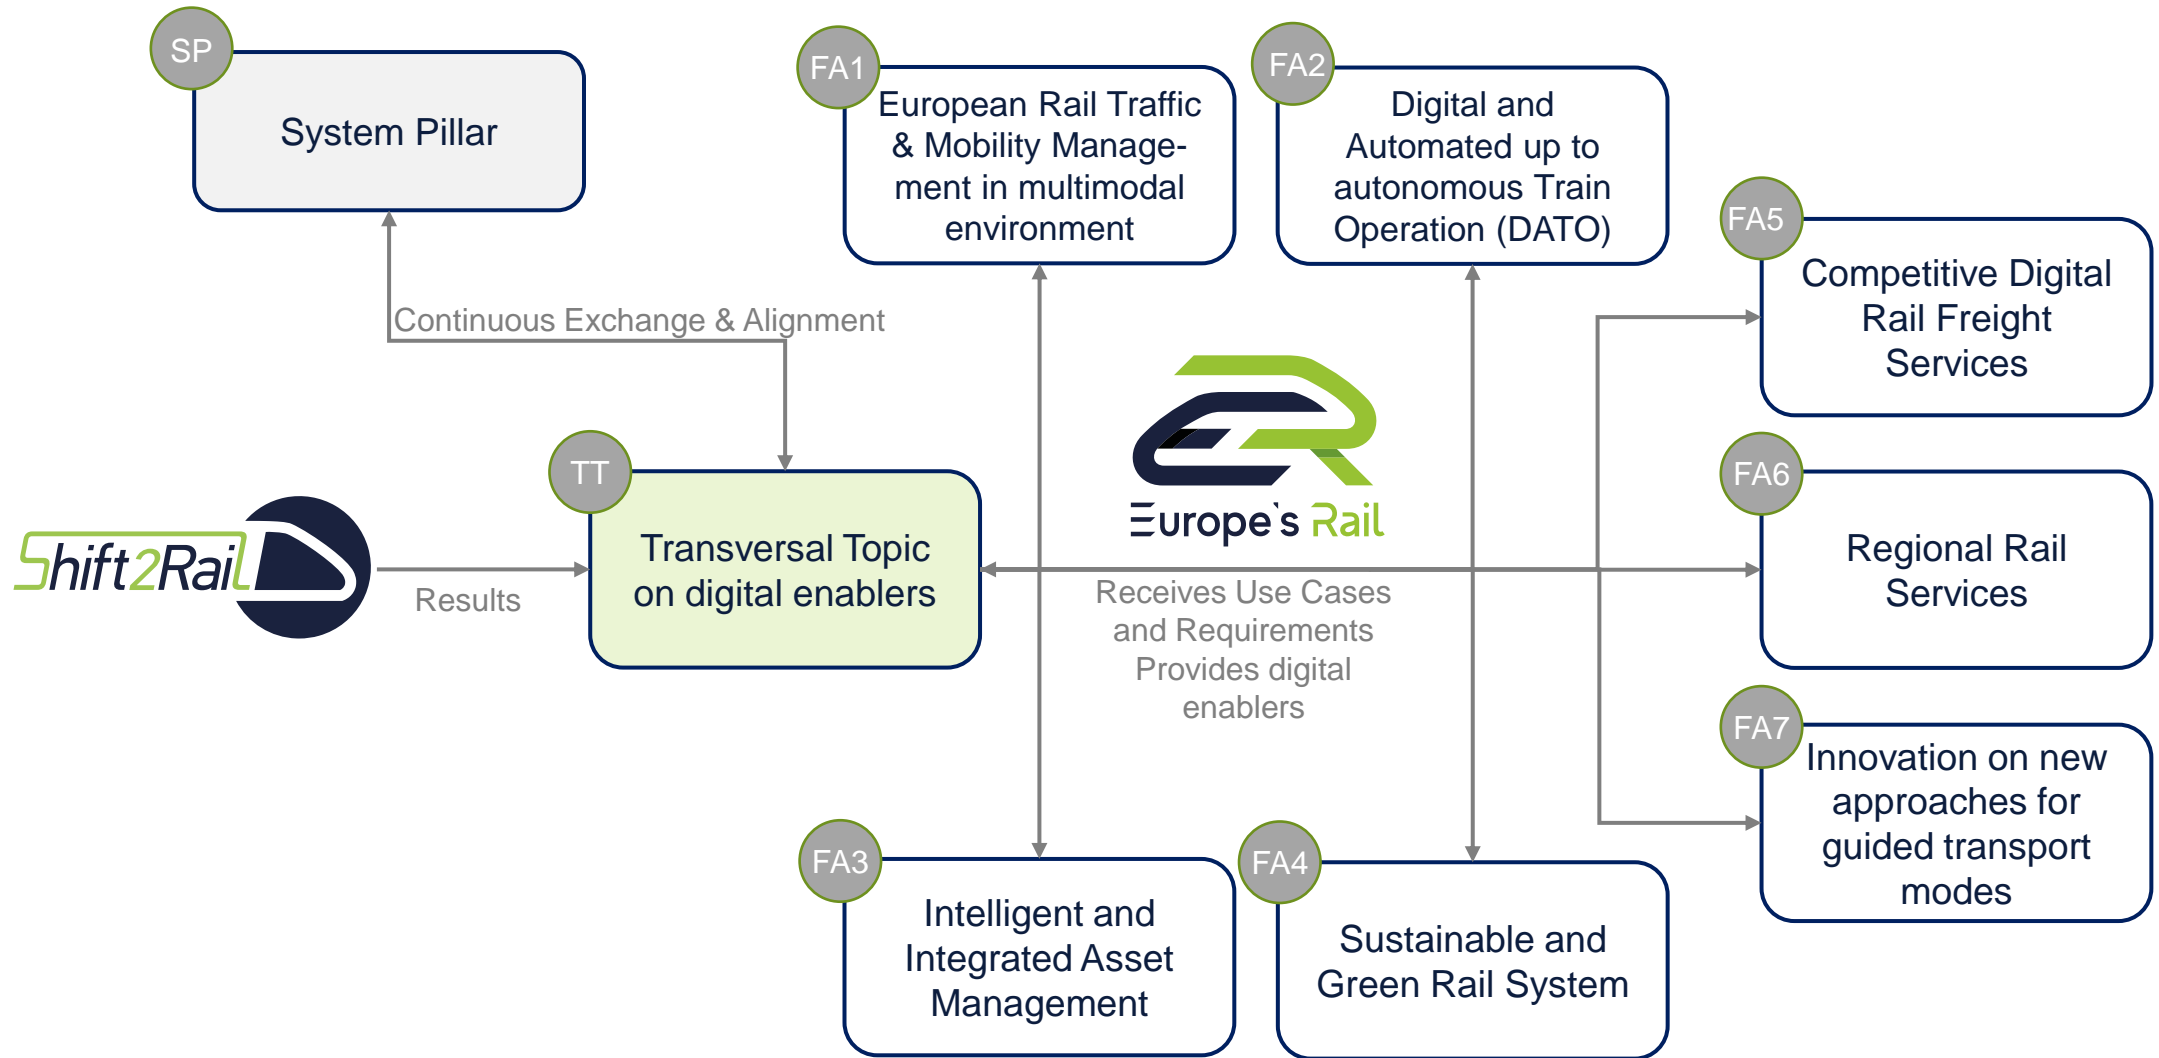 SP
System Pillar
FA1
European Rail Traffic
& Mobility Manage-
ment in multimodal
environment
FA2
Digital and
Automated up to
autonomous Train
Operation (DATO)
FA5
Competitive Digital
Rail Freight
Services
Continuous Exchange & Alignment
Europe's Rail
TT
Transversal Topic
on digital enablers
Shift2Rail
Results
Receives Use Cases
and Requirements
Provides digital
enablers
FA6
Regional Rail
Services
FA7
Innovation on new
approaches for
guided transport
modes
FA3
Intelligent and
Integrated Asset
Management
FA4
Sustainable and
Green Rail System